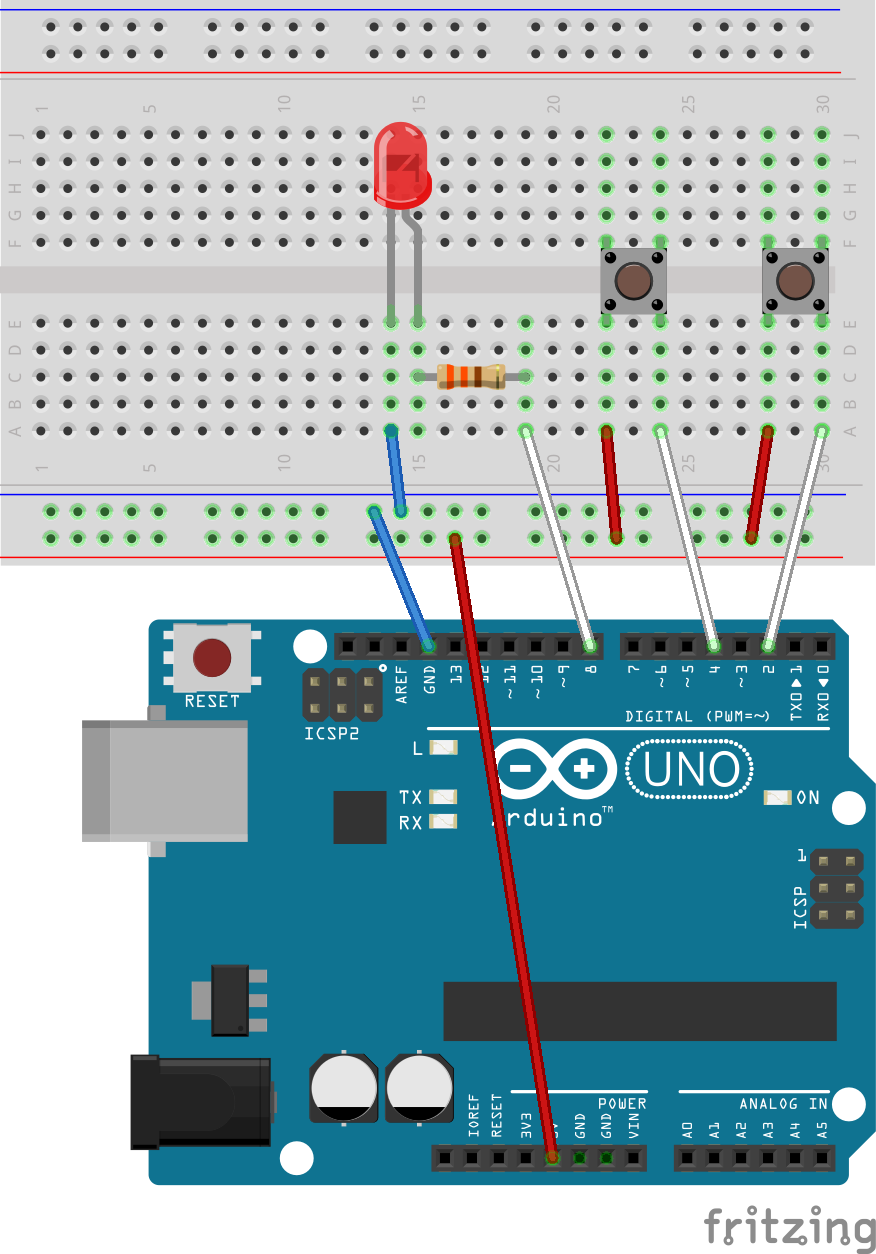 1 5 10 15 20 25 30
J J
I I
H H
G G
F F
E E
D D
C C
B B
A A
1 5 10 15 20 25 30
RESET
ICSP2
AREF
GND
13
12
~11
~10
~9
8
7
~6
~5
4
~3
2
TX0▶1
RX0◀0
DIGITAL (PWM=~)
L
TX
RX
UNO
ON
Arduino™
1
ICSP
IOREF
RESET
3V3
GND
GND
VIN
POWER
ANALOG IN
A0
A1
A2
A3
A4
A5
fritzing